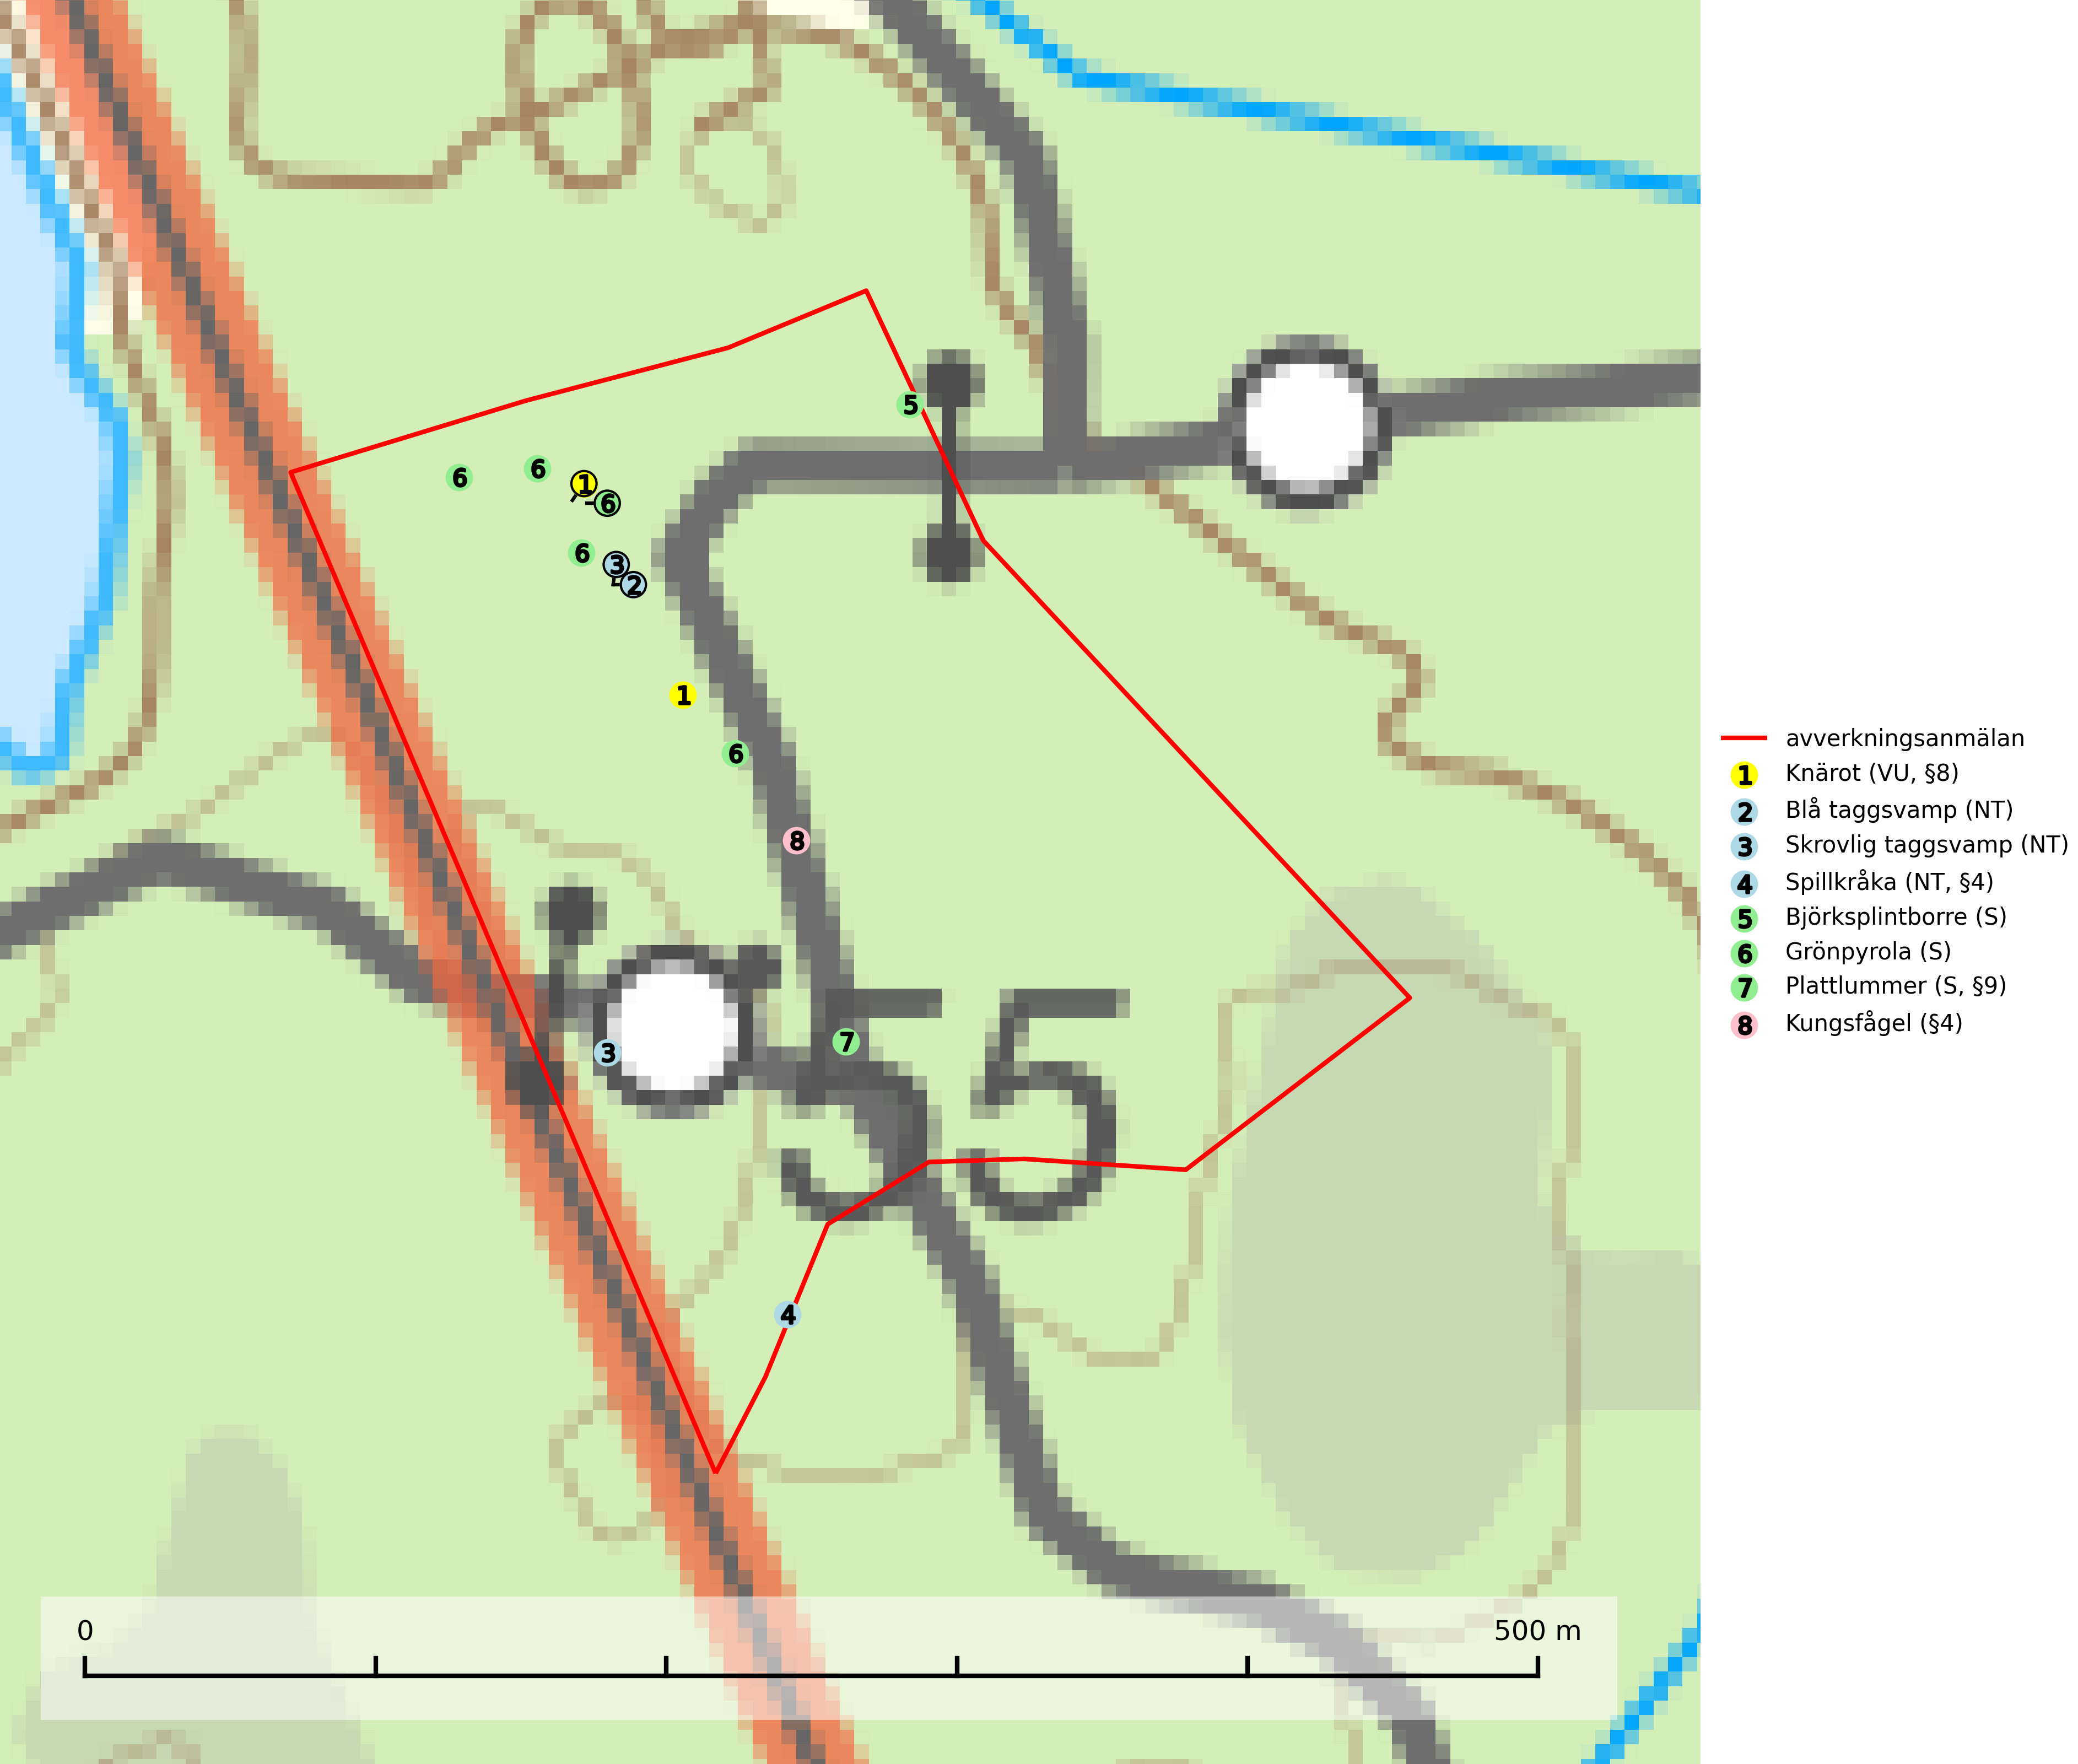 5
6
6
1
6
6
3
2
1
6
8
55
7
3
4
0
500 m
avverkningsanmälan
1 Knärot (VU, §8)
2 Blå taggsvamp (NT)
3 Skrovlig taggsvamp (NT)
4 Spillkråka (NT, §4)
5 Björksplintborre (S)
6 Grönpyrola (S)
7 Plattlummer (S, §9)
8 Kungsfågel (§4)